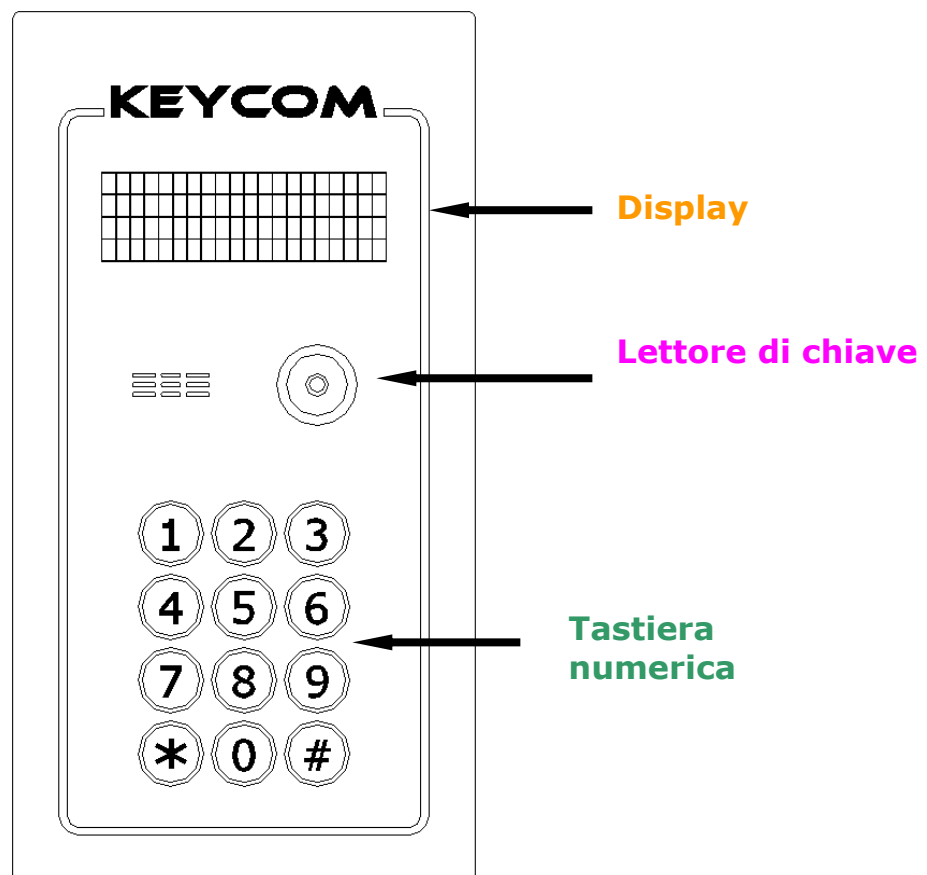 KEYCOM
Display
Lettore di chiave
1 2 3
4 5 6
Tastiera
numerica
7 8 9
* 0 #